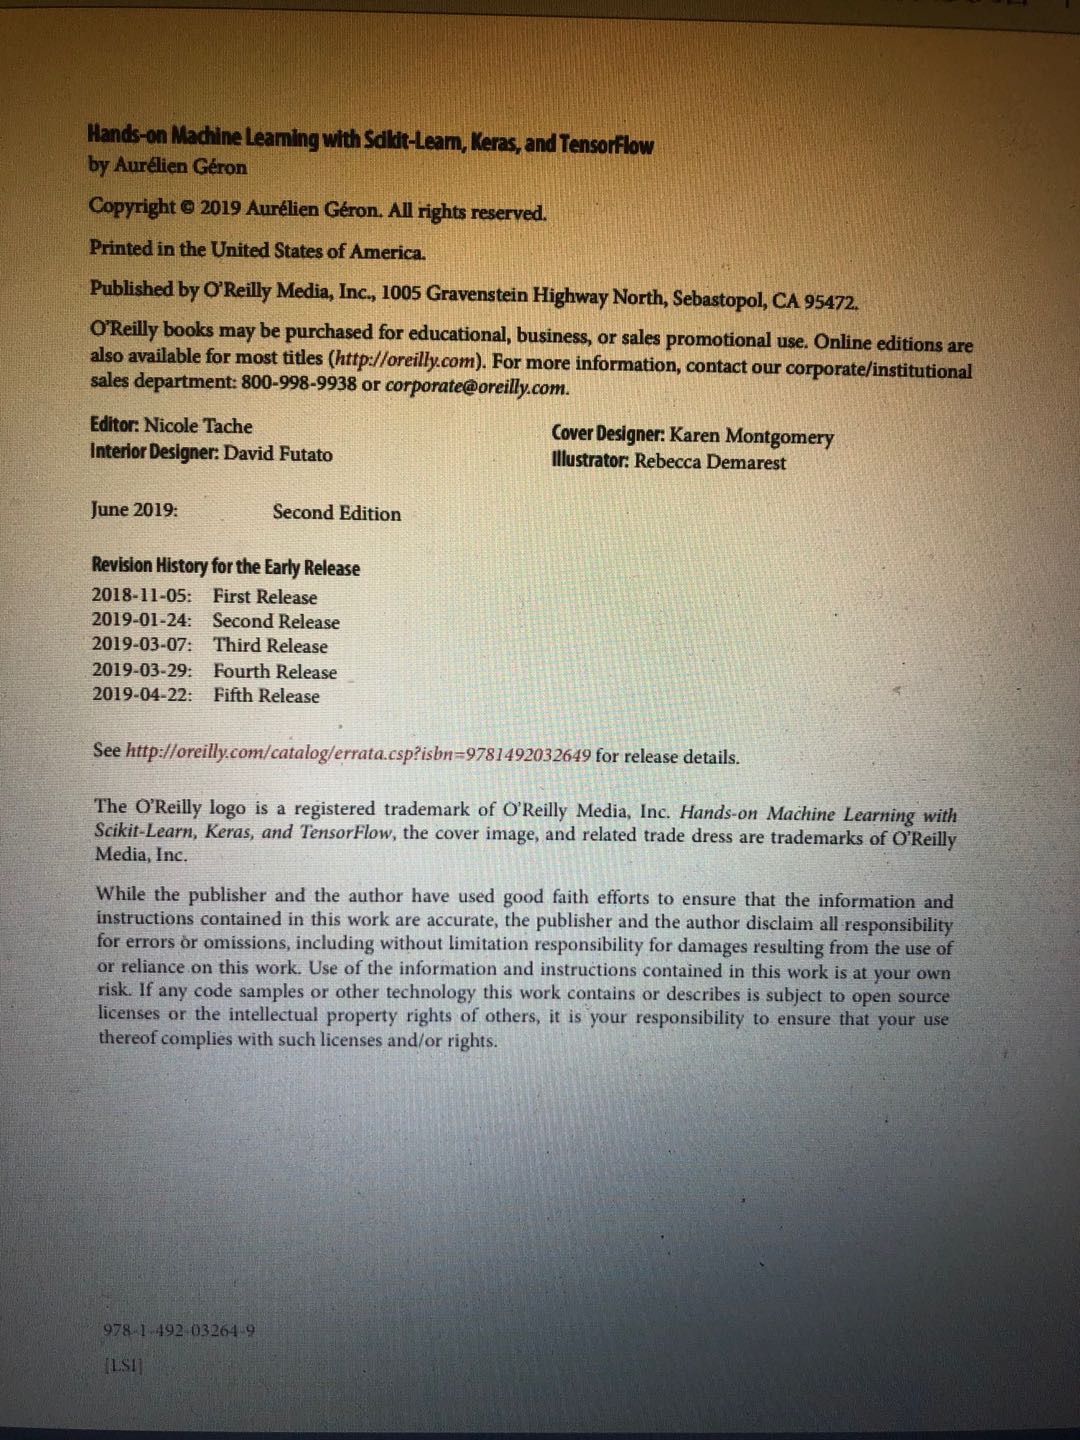 Hands-on Machine Learning with Scikit-Learn, Keras, and TensorFlow
by Aurélien Géron
Copyright © 2019 Aurélien Géron. All rights reserved.
Printed in the United States of America.
Published by O'Reilly Media, Inc., 1005 Gravenstein Highway North, Sebastopol, CA 95472.
O'Reilly books may be purchased for educational, business, or sales promotional use. Online editions are
also available for most titles (http://oreilly.com). For more information, contact our corporate/institutional
sales department: 800-998-9938 or corporate@oreilly.com.
Editor: Nicole Tache
Interior Designer: David Futato
Cover Designer: Karen Montgomery
Illustrator: Rebecca Demarest
June 2019: Second Edition
Revision History for the Early Release
2018-11-05: First Release
2019-01-24: Second Release
2019-03-07: Third Release
2019-03-29: Fourth Release
2019-04-22: Fifth Release
See http://oreilly.com/catalog/errata.csp?isbn=9781492032649 for release details.
The O'Reilly logo is a registered trademark of O'Reilly Media, Inc. Hands-on Machine Learning with
Scikit-Learn, Keras, and TensorFlow, the cover image, and related trade dress are trademarks of O'Reilly
Media, Inc.
While the publisher and the author have used good faith efforts to ensure that the information and
instructions contained in this work are accurate, the publisher and the author disclaim all responsibility
for errors or omissions, including without limitation responsibility for damages resulting from the use of
or reliance on this work. Use of the information and instructions contained in this work is at your own
risk. If any code samples or other technology this work contains or describes is subject to open source
licenses or the intellectual property rights of others, it is your responsibility to ensure that your use
thereof complies with such licenses and/or rights.
978-1-492-03264-9
[LSI]